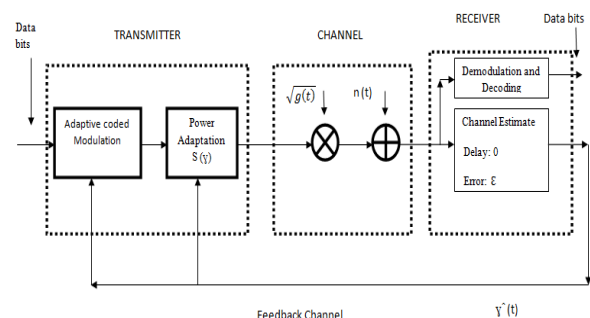 Data
bits
TRANSMITTER
CHANNEL
RECEIVER
Data bits
Adaptive coded
Modulation
Power
Adaptation
S(γ)
√g(t)
n(t)
Demodulation and
Decoding
Channel Estimate
Delay: 0
Error: ε
Feedback Channel
γ^(t)